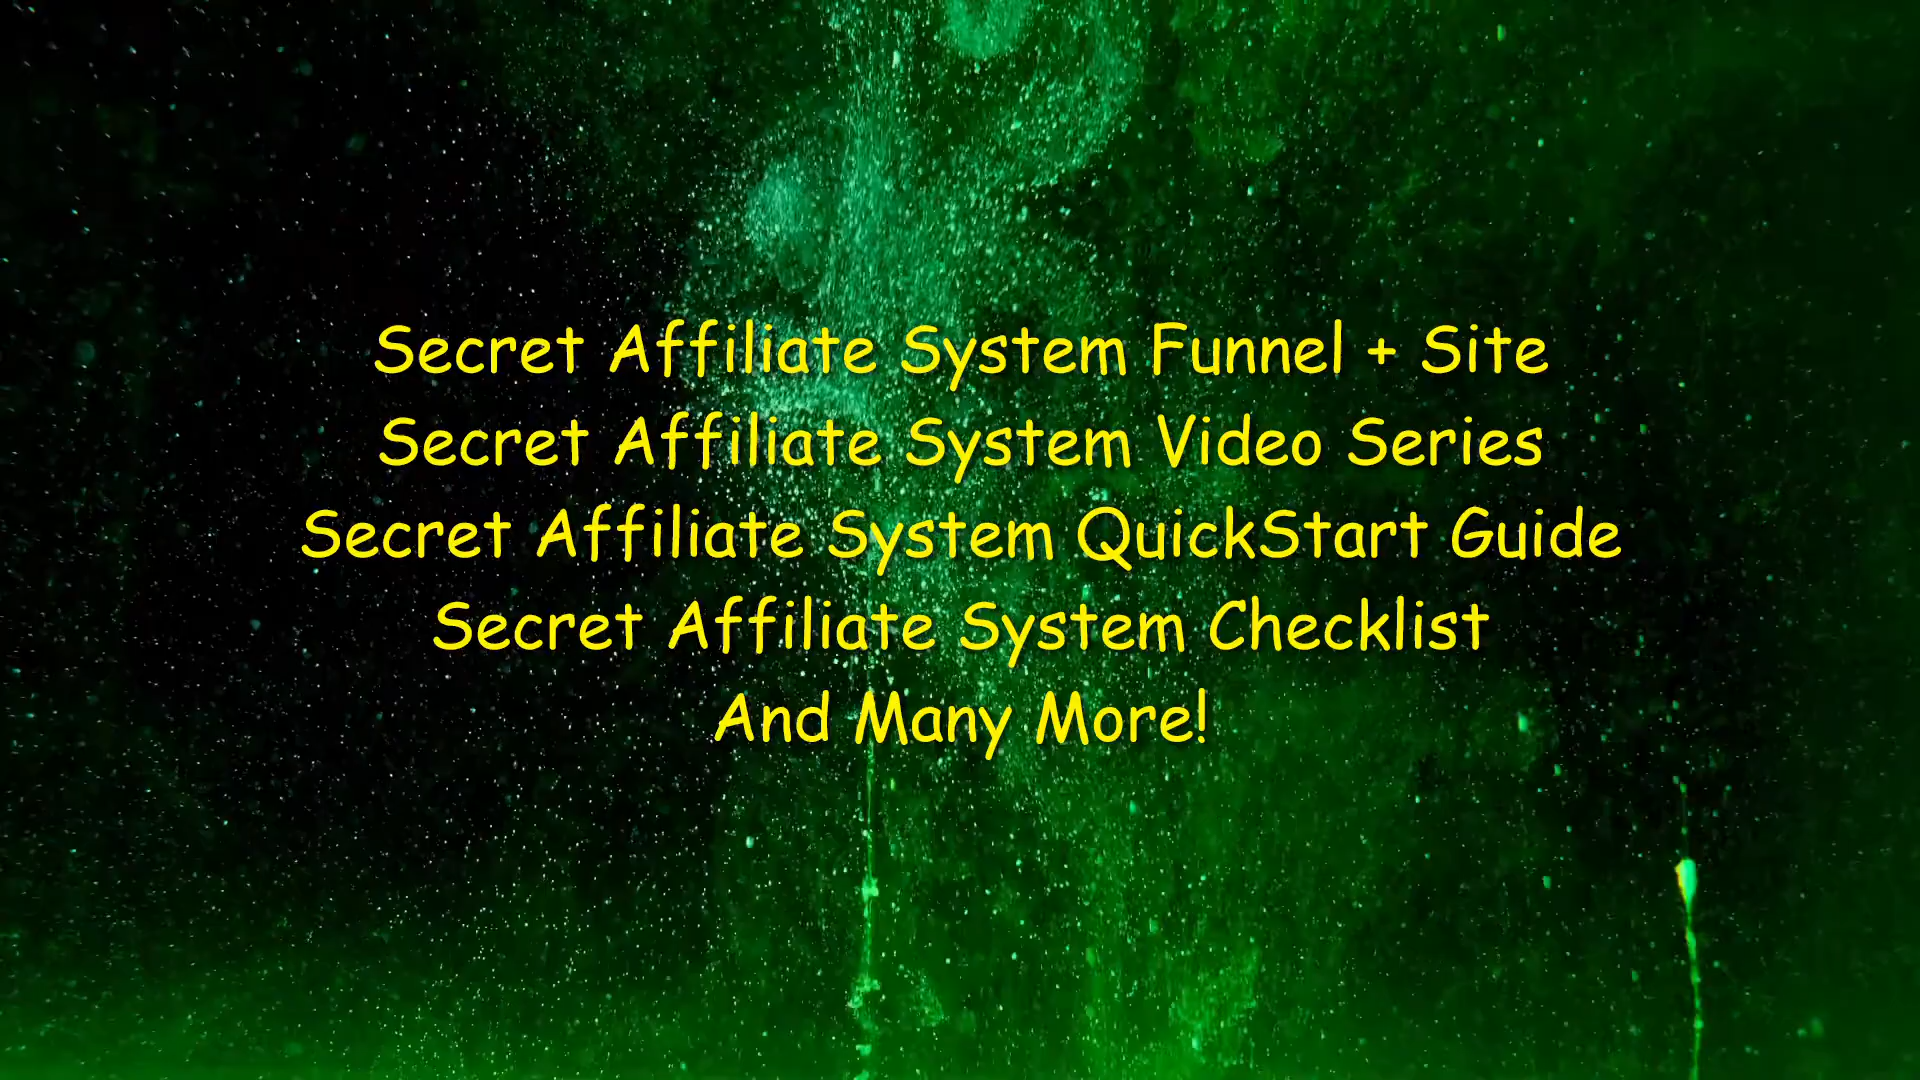 Secret Affiliate System Funnel + Site
Secret Affiliate System Video Series
Secret Affiliate System QuickStart Guide
Secret Affiliate System Checklist
And Many More!